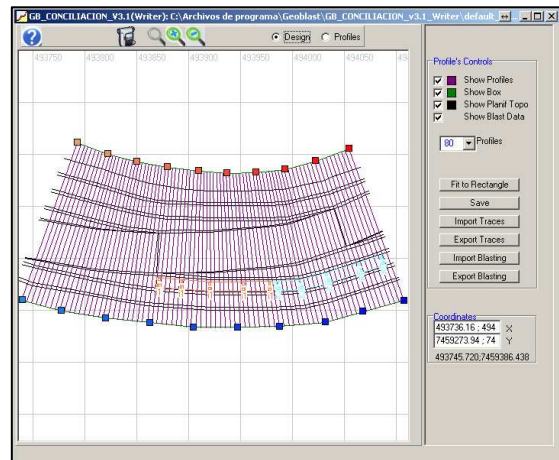 GB_CONCILIACION_V3.1(Writer): C:\Archivos de programa\Geoblast\GB_CONCILIACION_v3.1_Writer\default_
Design
Profiles
493750
493800
493850
493900
493950
494000
494050
Profile's Controls
Show Profiles
Show Box
Show Planif Topo
Show Blast Data
80
Profiles
Fit to Rectangle
Save
Import Traces
Export Traces
Import Blasting
Export Blasting
Coordinates
493736.16 ; 494
X
7459273.94 ; 74
Y
493745.720;7459386.438